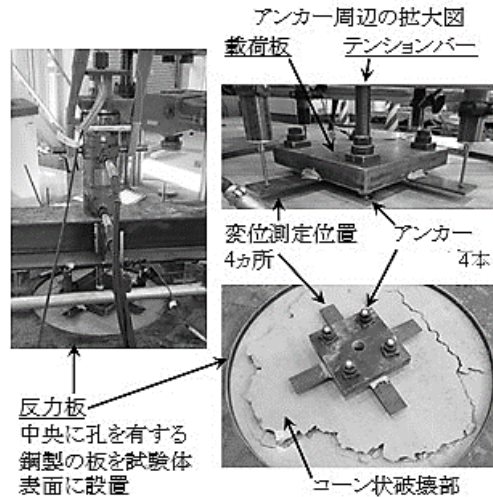 アンカー周辺の拡大図
載荷板
テンションバー
変位測定位置
4ヵ所
アンカー
4本
反力板
中央に孔を有する
鋼製の板を試験体
表面に設置
コーン状破壊部